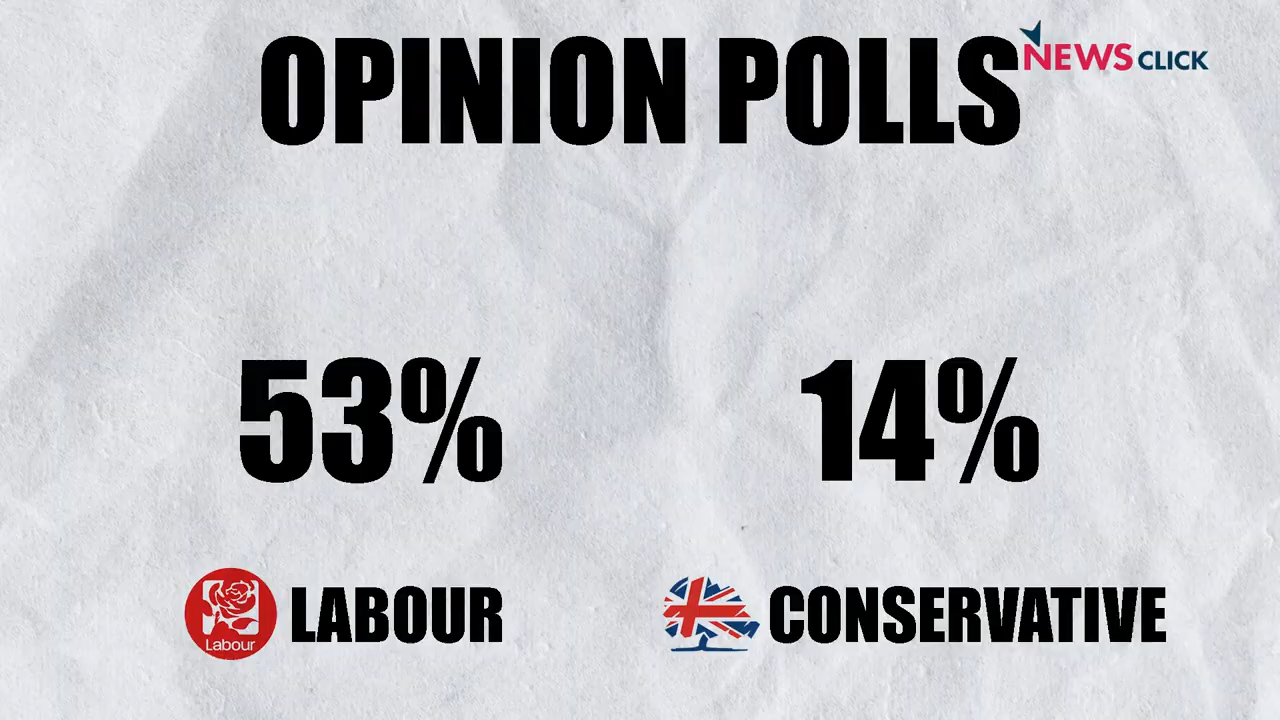 OPINION POLLS
NEWSCLICK
53%
14%
Labour
LABOUR
CONSERVATIVE